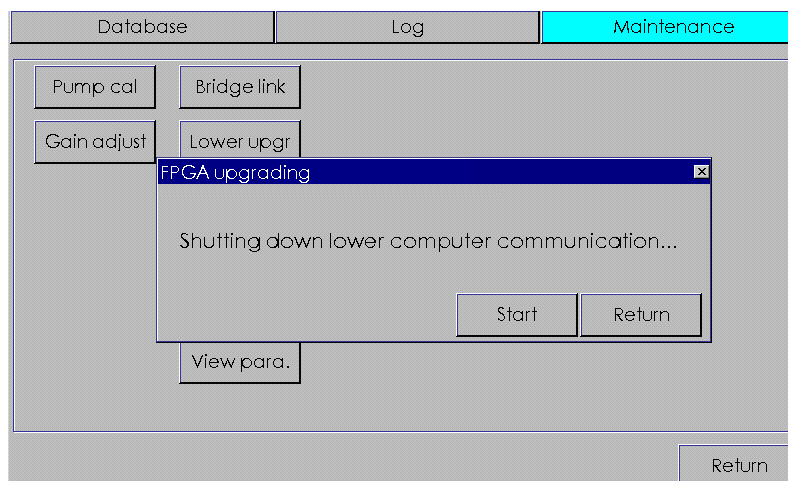 Database
Log
Maintenance
Pump cal
Bridge link
Gain adjust
Lower upgr
FPGA upgrading
Shutting down lower computer communication...
Start
Return
View para.
Return